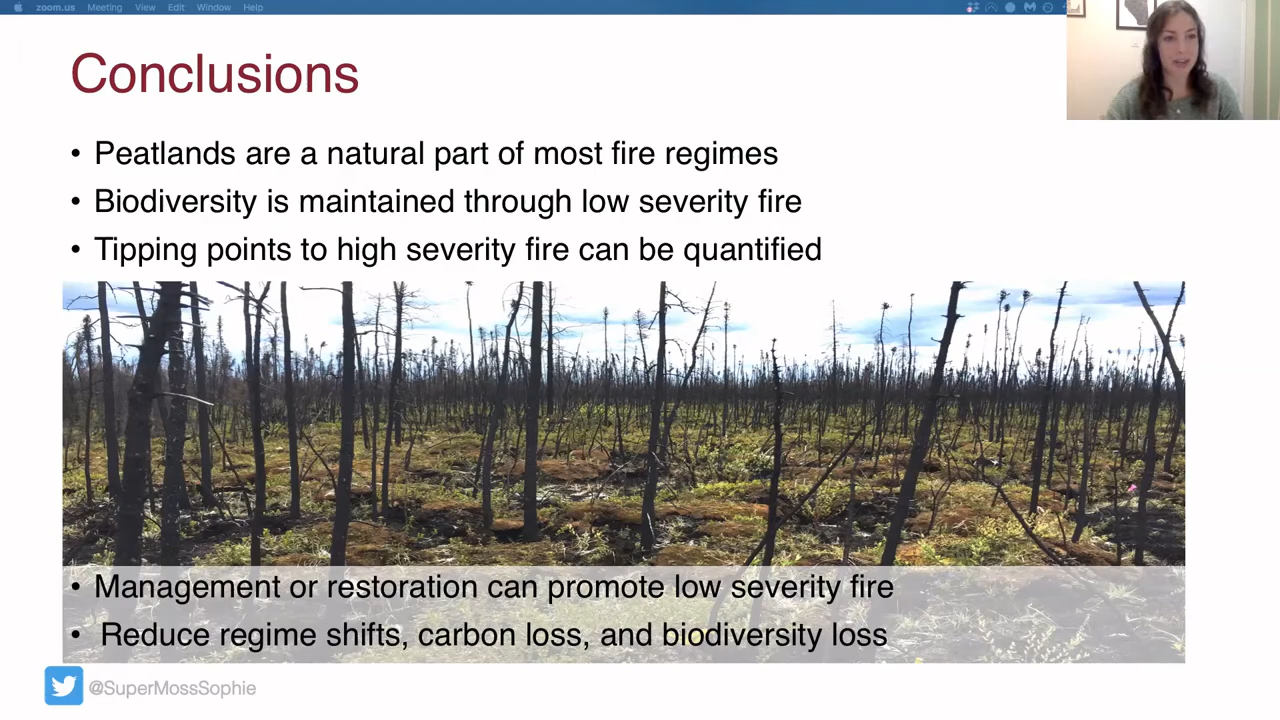 zoom.us Meeting View Edit Window Help
Conclusions
• Peatlands are a natural part of most fire regimes
• Biodiversity is maintained through low severity fire
• Tipping points to high severity fire can be quantified
• Management or restoration can promote low severity fire
• Reduce regime shifts, carbon loss, and biodiversity loss
@SuperMossSophie